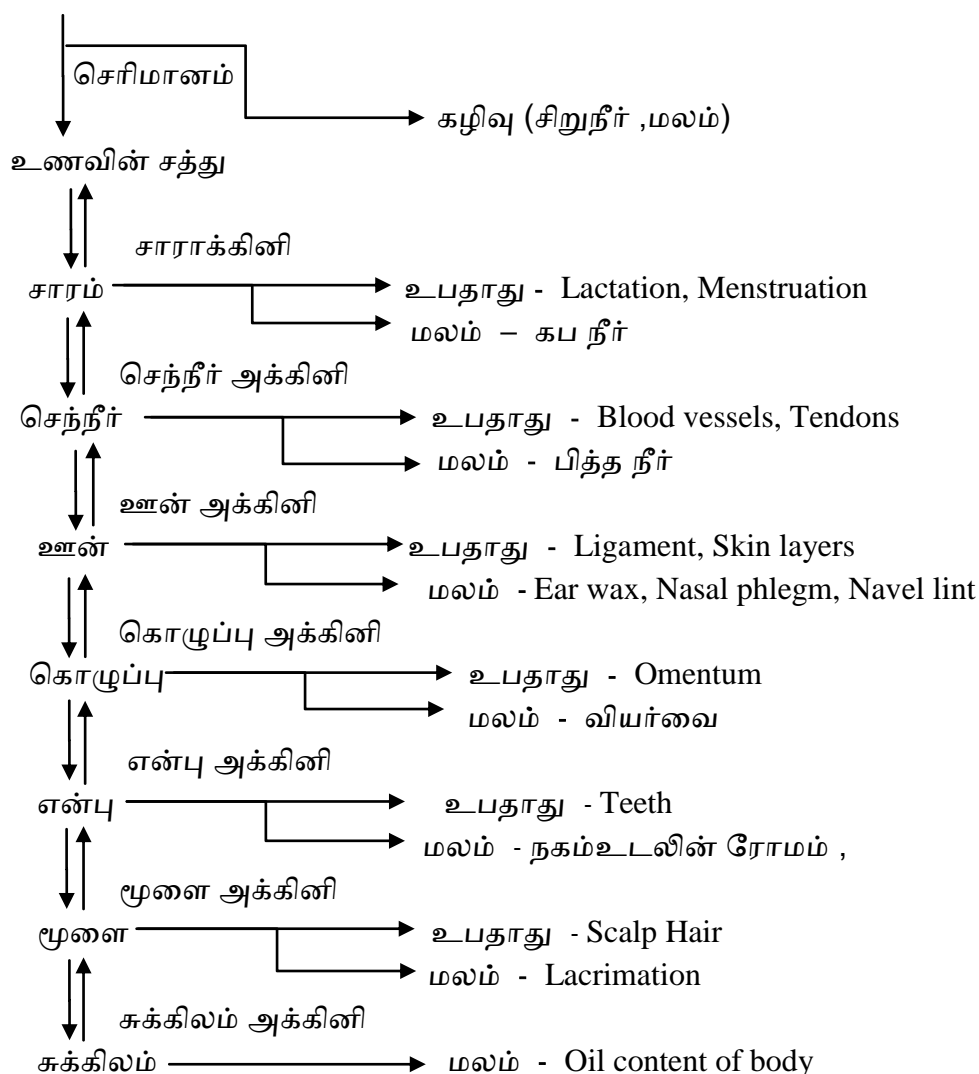 செரிமானம்
கழிவு (சிறுநீர் ,மலம்)
உணவின் சத்து
சாராக்கினி
சாரம் உபதாது - Lactation, Menstruation
மலம் – கப நீர்
செந்நீர் அக்கினி
செந்நீர் உபதாது - Blood vessels, Tendons
மலம் - பித்த நீர்
ஊன் அக்கினி
ஊன் உபதாது - Ligament, Skin layers
மலம் - Ear wax, Nasal phlegm, Navel lint
கொழுப்பு அக்கினி
கொழுப்பு உபதாது - Omentum
மலம் - வியர்வை
என்பு அக்கினி
என்பு உபதாது - Teeth
மலம் - நகம்உடலின் ரோமம் ,
மூளை அக்கினி
மூளை உபதாது - Scalp Hair
மலம் - Lacrimation
சுக்கிலம் அக்கினி
சுக்கிலம் மலம் - Oil content of body